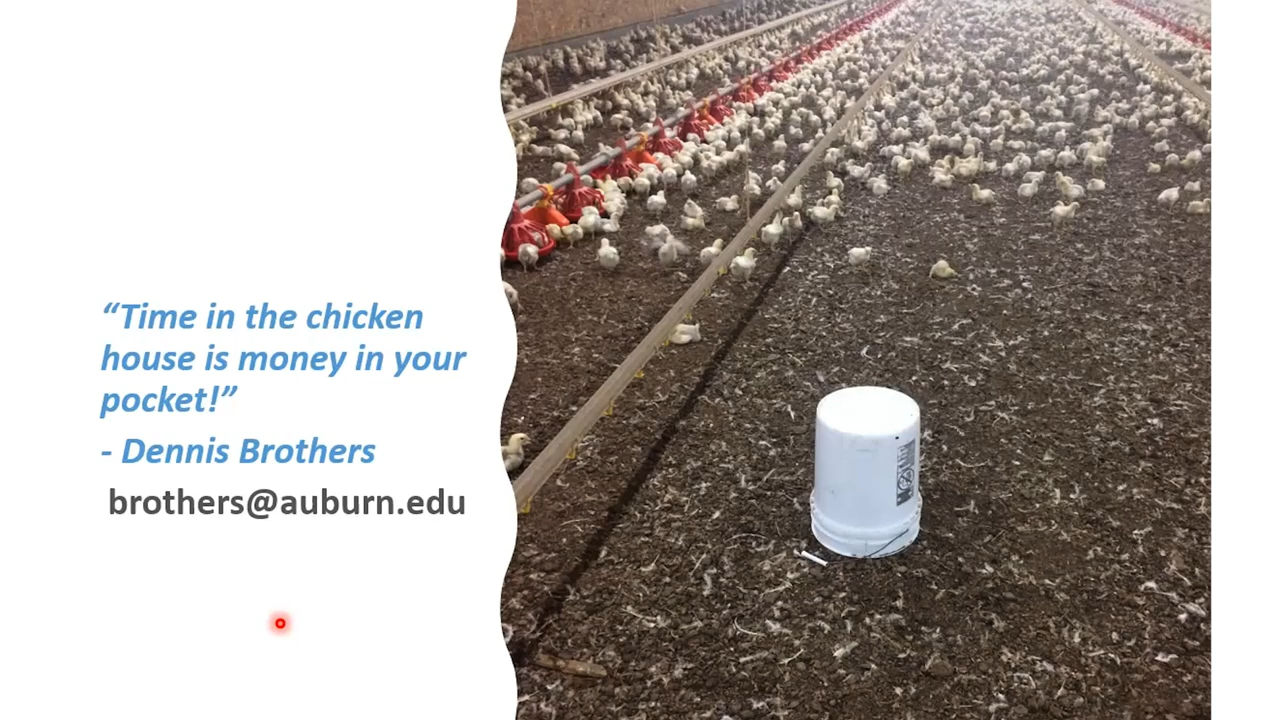 “Time in the chicken
house is money in your
pocket!”
- Dennis Brothers
brothers@auburn.edu